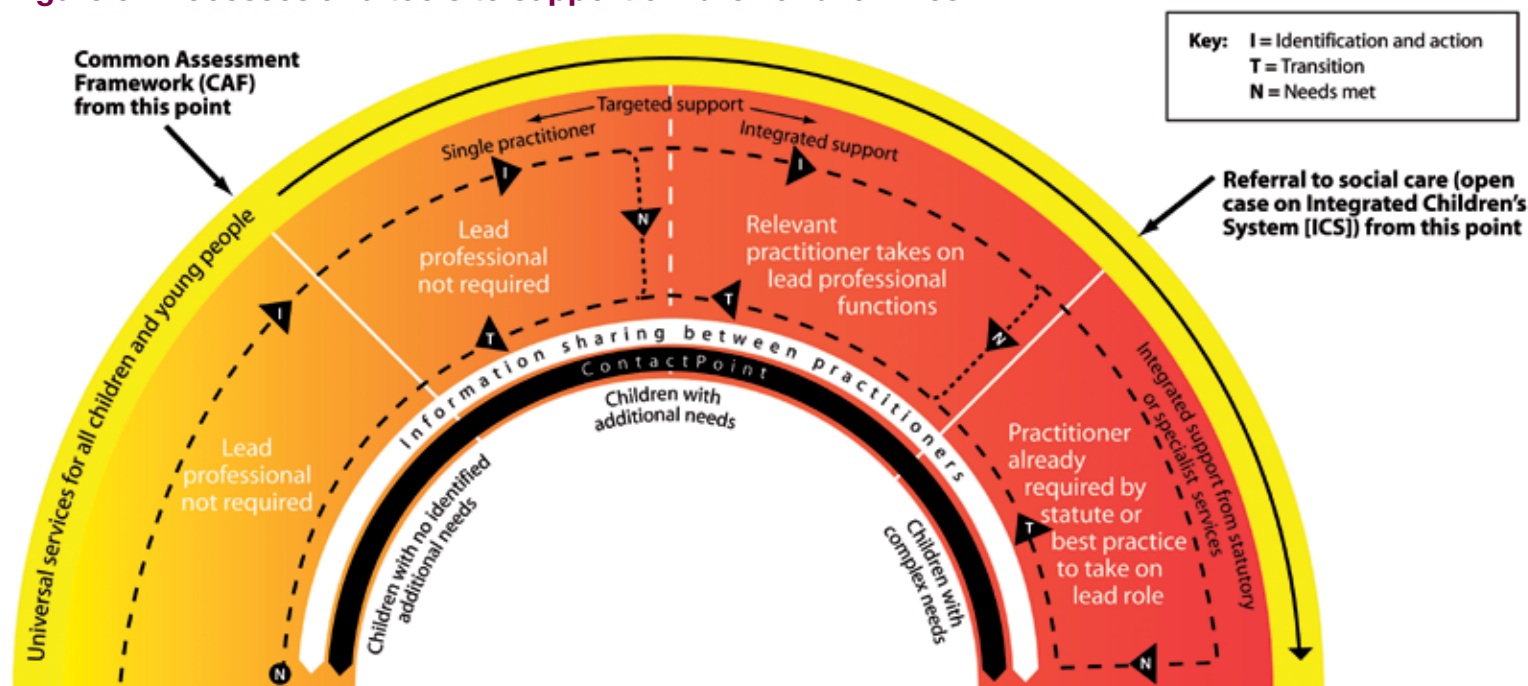 Common Assessment
Framework (CAF)
from this point
Key: I = Identification and action
T = Transition
N = Needs met
Referral to social care (open
case on Integrated Children's
System [ICS]) from this point
Universal services for all children and young people
Targeted support
Single practitioner
Integrated support
Integrated support from statutory
or specialist services
I
Lead
professional
not required
N
I
Lead
professional
not required
T
N
I
Relevant
practitioner takes on
lead professional
functions
T
N
Practitioner
already
required by
statute or
best practice
to take on
lead role
T
N
Information sharing between practitioners
ContactPoint
Children with no identified
additional needs
Children with
additional needs
Children with
complex needs